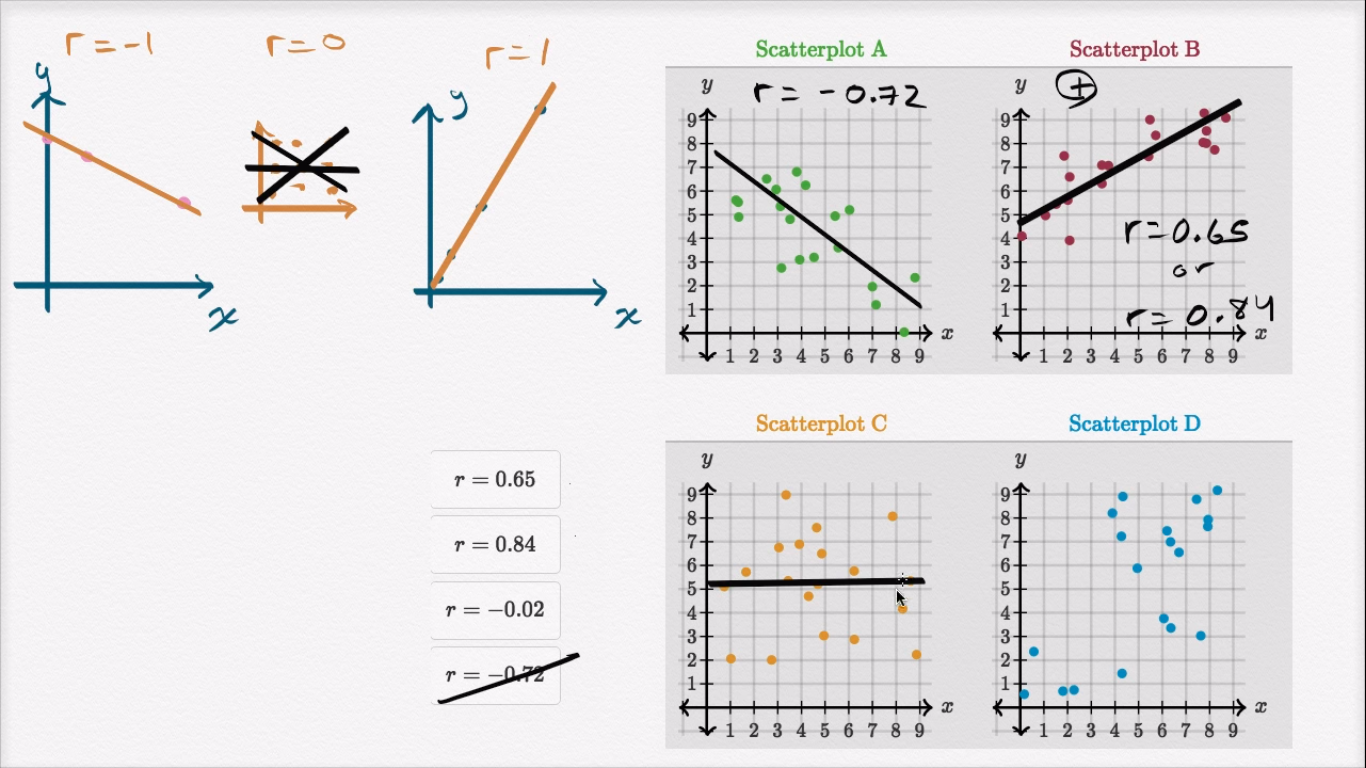 r = -1
r = 0
r = 1
y
x
y
x
Scatterplot A
y
r = -0.72
9
8
7
6
5
4
3
2
1
x
1 2 3 4 5 6 7 8 9
Scatterplot B
y
+
9
8
7
6
5
4
3
2
1
r = 0.65
or
r = 0.84
x
1 2 3 4 5 6 7 8 9
r = 0.65
r = 0.84
r = −0.02
r = −0.72
Scatterplot C
y
9
8
7
6
5
4
3
2
1
x
1 2 3 4 5 6 7 8 9
Scatterplot D
y
9
8
7
6
5
4
3
2
1
x
1 2 3 4 5 6 7 8 9